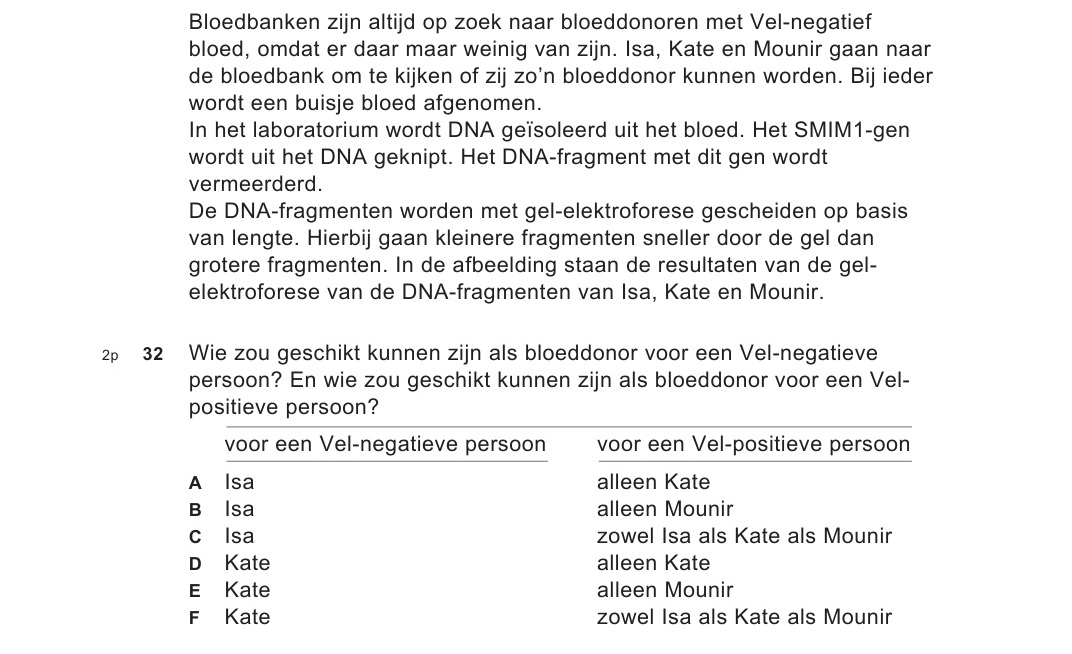 Bloedbanken zijn altijd op zoek naar bloeddonoren met Vel-negatief
bloed, omdat er daar maar weinig van zijn. Isa, Kate en Mounir gaan naar
de bloedbank om te kijken of zij zo'n bloeddonor kunnen worden. Bij ieder
wordt een buisje bloed afgenomen.
In het laboratorium wordt DNA geïsoleerd uit het bloed. Het SMIM1-gen
wordt uit het DNA geknipt. Het DNA-fragment met dit gen wordt
vermeerderd.
De DNA-fragmenten worden met gel-elektroforese gescheiden op basis
van lengte. Hierbij gaan kleinere fragmenten sneller door de gel dan
grotere fragmenten. In de afbeelding staan de resultaten van de gel-
elektroforese van de DNA-fragmenten van Isa, Kate en Mounir.
2p 32 Wie zou geschikt kunnen zijn als bloeddonor voor een Vel-negatieve
persoon? En wie zou geschikt kunnen zijn als bloeddonor voor een Vel-
positieve persoon?
voor een Vel-negatieve persoon voor een Vel-positieve persoon
A Isa alleen Kate
B Isa alleen Mounir
C Isa zowel Isa als Kate als Mounir
D Kate alleen Kate
E Kate alleen Mounir
F Kate zowel Isa als Kate als Mounir